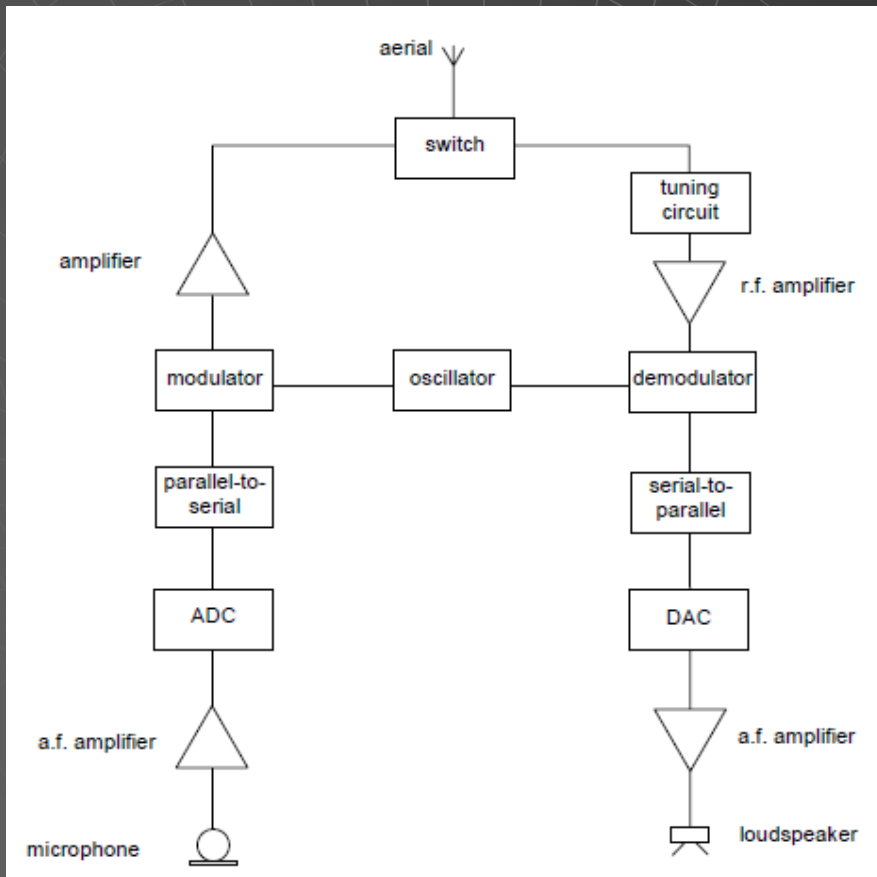 aerial
switch
tuning
circuit
amplifier
r.f. amplifier
modulator
oscillator
demodulator
parallel-to-
serial
serial-to-
parallel
ADC
DAC
a.f. amplifier
a.f. amplifier
microphone
loudspeaker